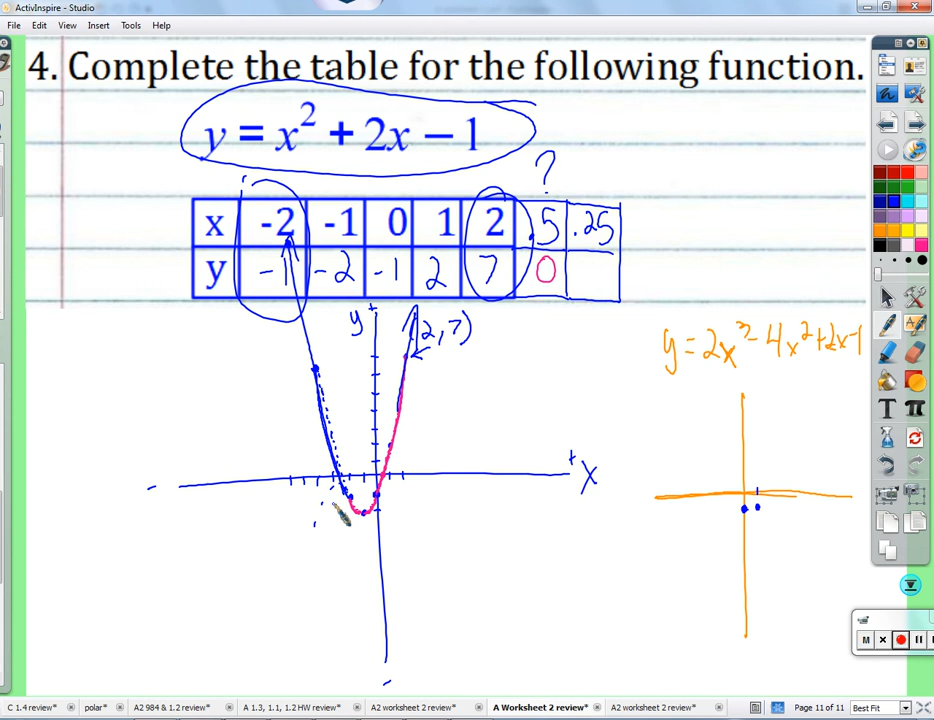 ActivInspire - Studio
File Edit View Insert Tools Help
4. Complete the table for the following function.
y = x² + 2x − 1
?
x -2 -1 0 1 2 .5 .25
y -1 -2 -1 2 7 0
y + (2,7)
y = 2x³ - 4x² + 2x - 1
+ x
-
-
M
C 1.4 review* polar* A2 984 & 1.2 review* A 1.3, 1.1, 1.2 HW review* A2 worksheet 2 review* A Worksheet 2 review* A2 worksheet 2 review* Page 11 of 11 Best Fit